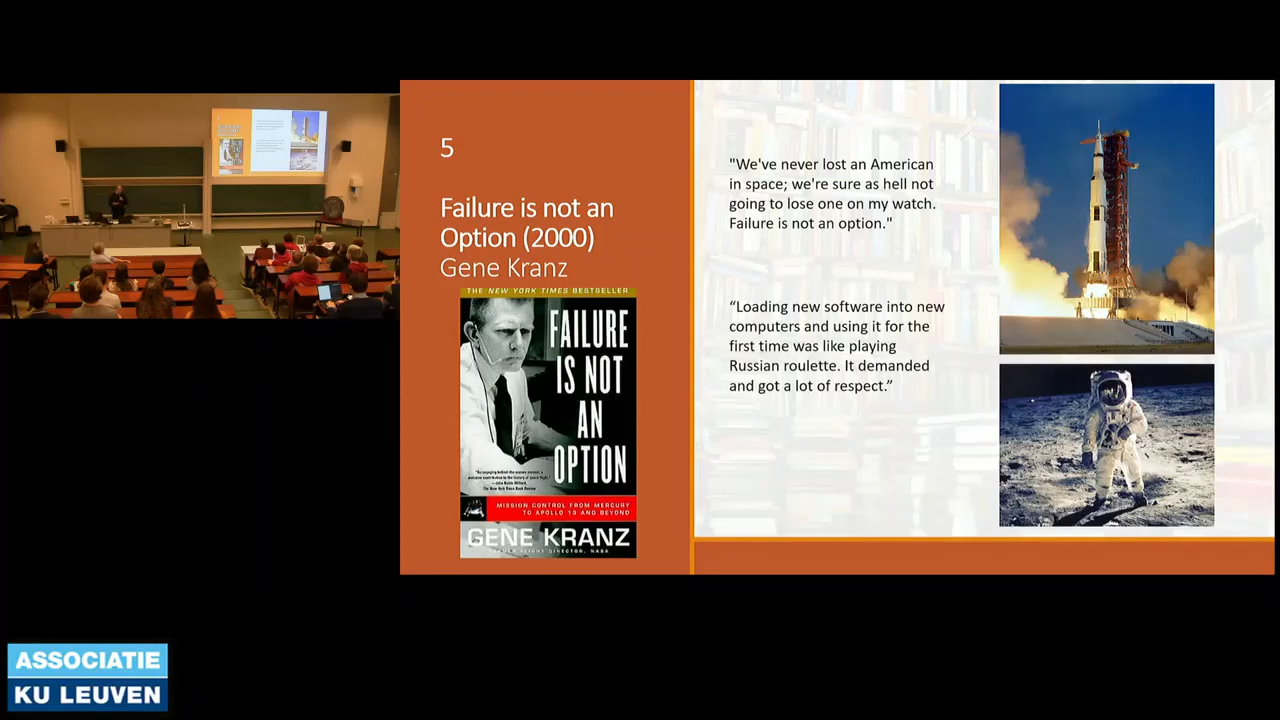 5
Failure is not an
Option (2000)
Gene Kranz
THE NEW YORK TIMES BESTSELLER
FAILURE
IS NOT
AN
OPTION
MISSION CONTROL FROM MERCURY
TO APOLLO 13 AND BEYOND
GENE KRANZ
FORMER FLIGHT DIRECTOR, NASA
"We've never lost an American
in space; we're sure as hell not
going to lose one on my watch.
Failure is not an option."
“Loading new software into new
computers and using it for the
first time was like playing
Russian roulette. It demanded
and got a lot of respect.”
ASSOCIATIE
KU LEUVEN